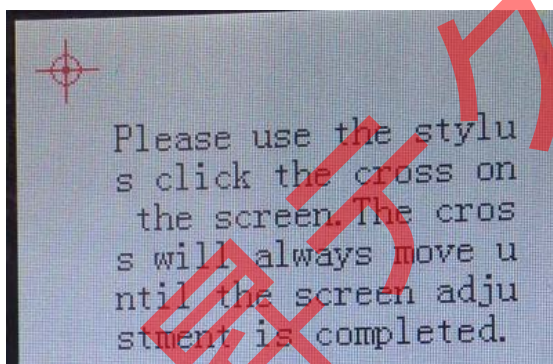 Please use the stylu
s click the cross on
the screen.The cros
s will always move u
ntil the screen adju
stment is completed.